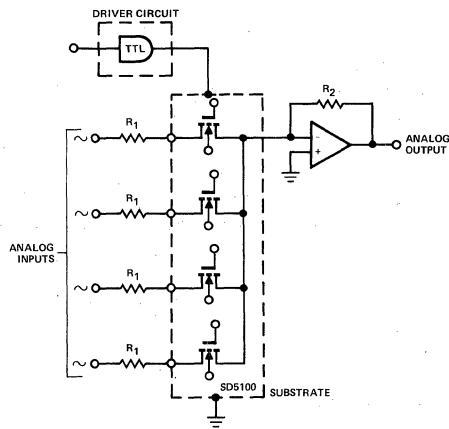 DRIVER CIRCUIT
TTL
R2
R1
~
−
+
ANALOG
OUTPUT
R1
~
ANALOG
INPUTS
R1
~
R1
~
SD5100
SUBSTRATE